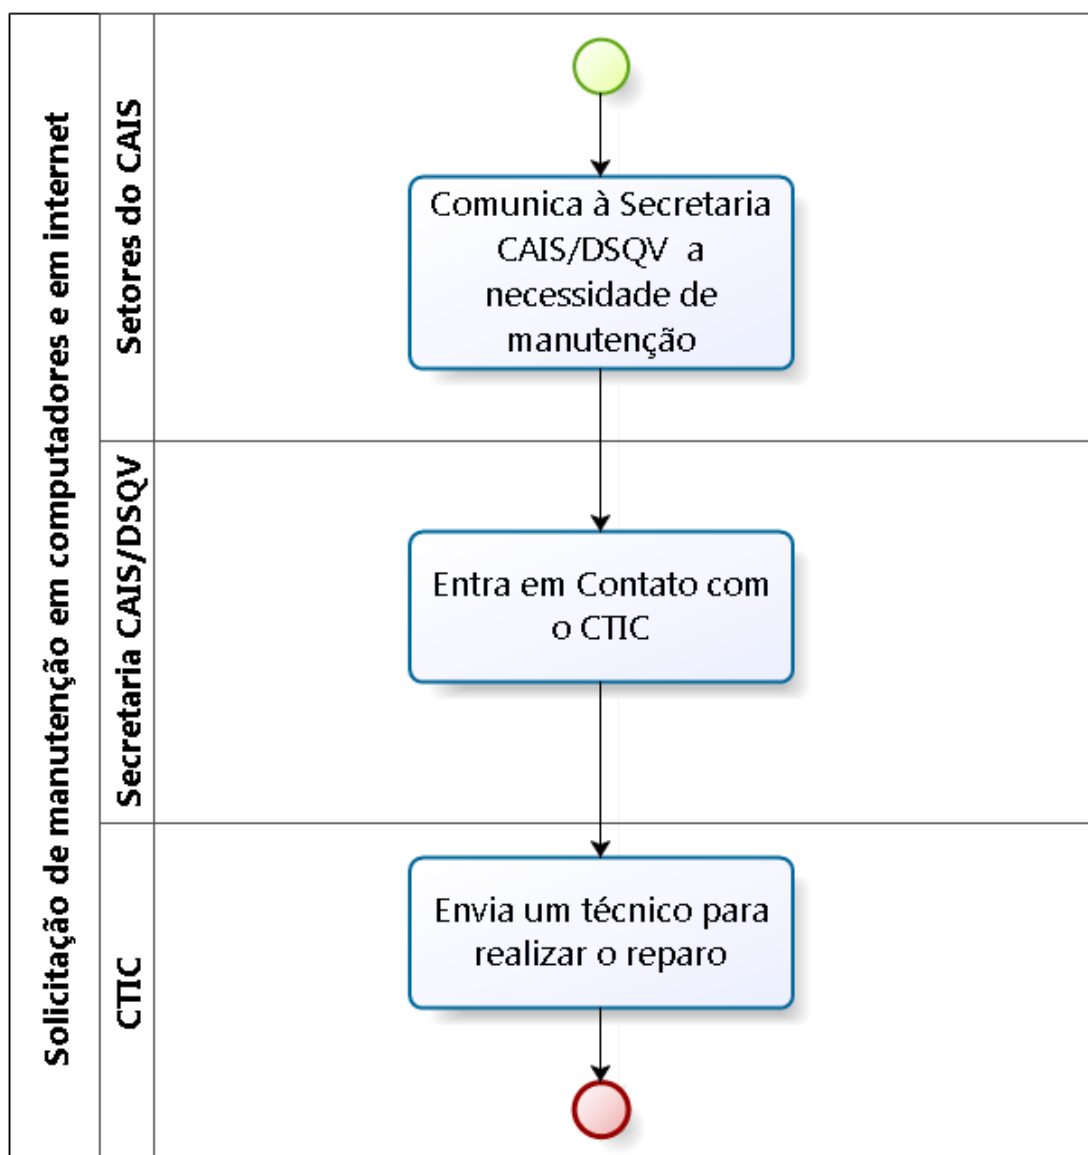 Solicitação de manutenção em computadores e em internet
Setores do CAIS
Comunica à Secretaria
CAIS/DSQV a
necessidade de
manutenção
Secretaria CAIS/DSQV
Entra em Contato com
o CTIC
CTIC
Envia um técnico para
realizar o reparo